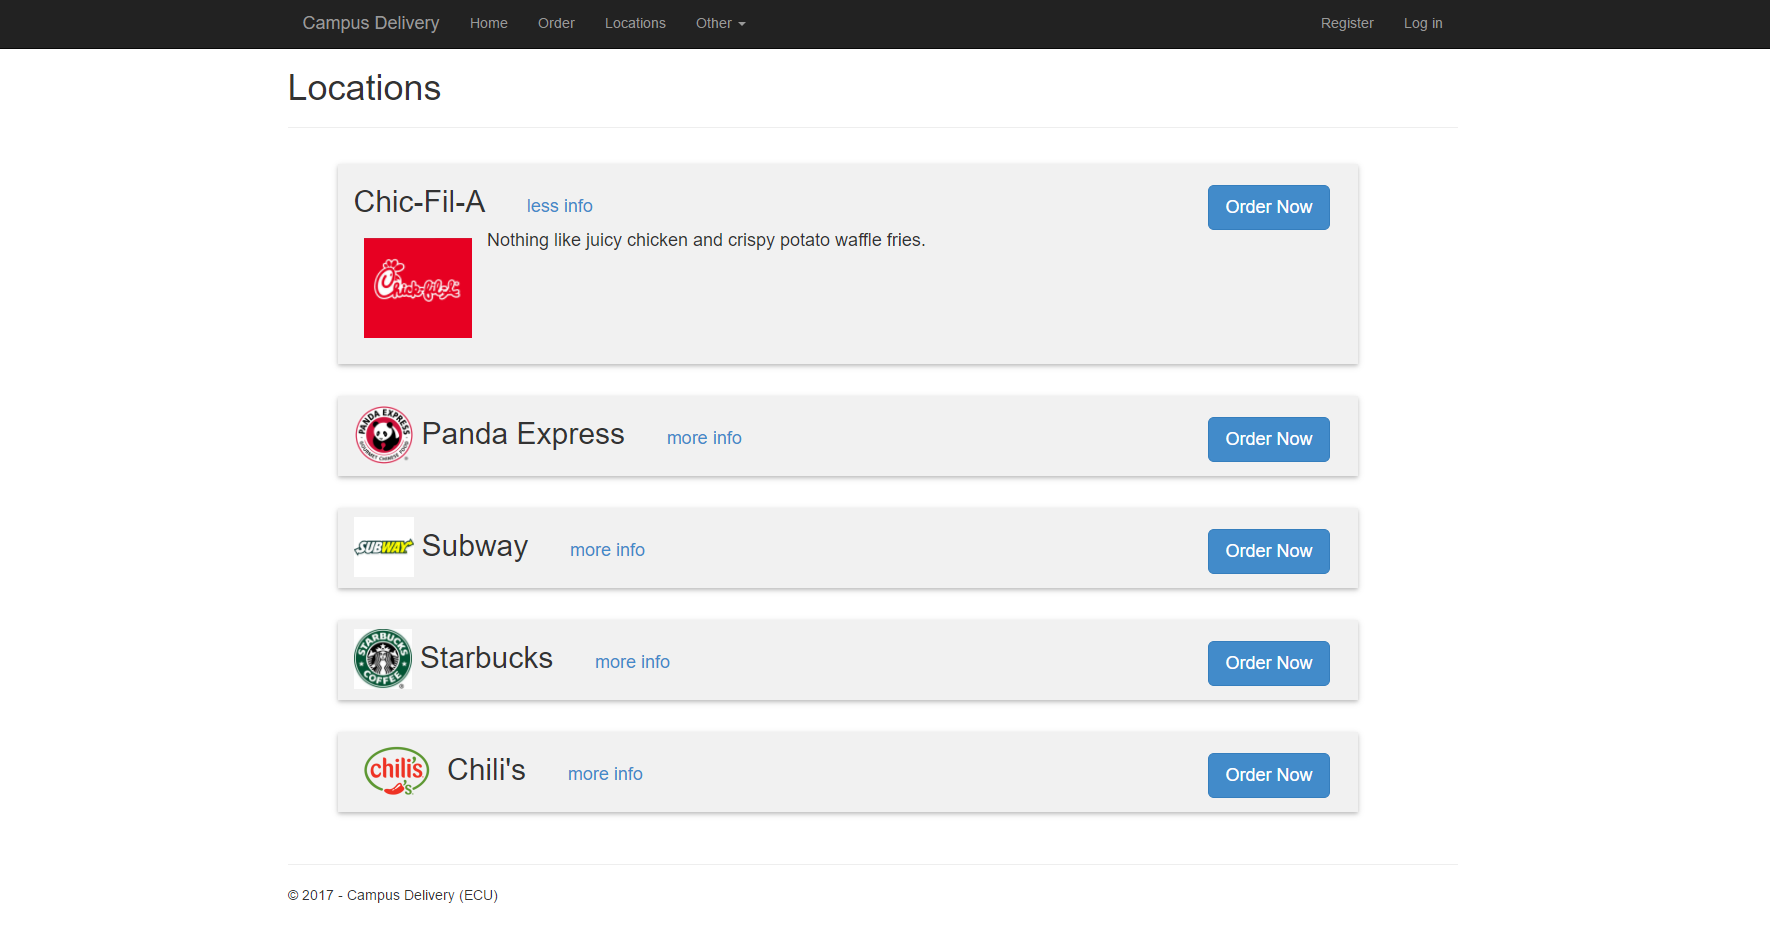 Campus Delivery Home Order Locations Other Register Log in
Locations
Chic-Fil-A less info Order Now
Nothing like juicy chicken and crispy potato waffle fries.
Chick-fil-A
PANDA EXPRESS
GOURMET CHINESE FOOD
Panda Express more info Order Now
SUBWAY Subway more info Order Now
STARBUCKS
COFFEE
Starbucks more info Order Now
chili's Chili's more info Order Now
© 2017 - Campus Delivery (ECU)